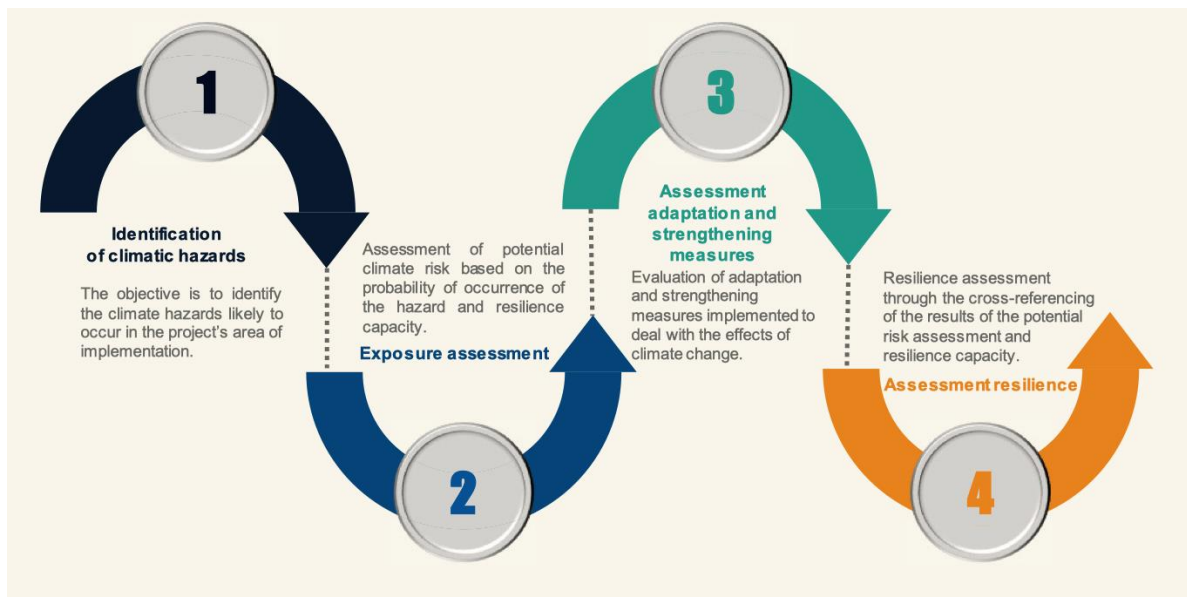 1
Identification
of climatic hazards
The objective is to identify
the climate hazards likely to
occur in the project's area of
implementation.
Assessment of potential
climate risk based on the
probability of occurrence of
the hazard and resilience
capacity.
Exposure assessment
2
3
Assessment
adaptation and
strengthening
measures
Evaluation of adaptation
and strengthening
measures implemented to
deal with the effects of
climate change.
Resilience assessment
through the cross-referencing
of the results of the potential
risk assessment and
resilience capacity.
Assessment resilience
4